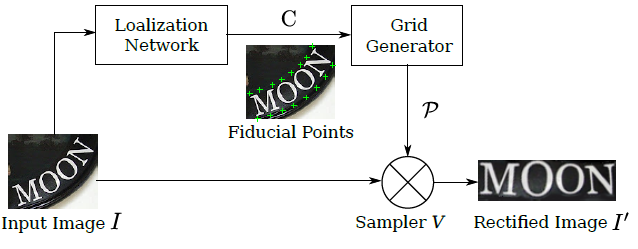 Loalization
Network
C
Grid
Generator
MOON
Fiducial Points
𝒫
MOON
MOON
Input Image I
Sampler V
Rectified Image I'